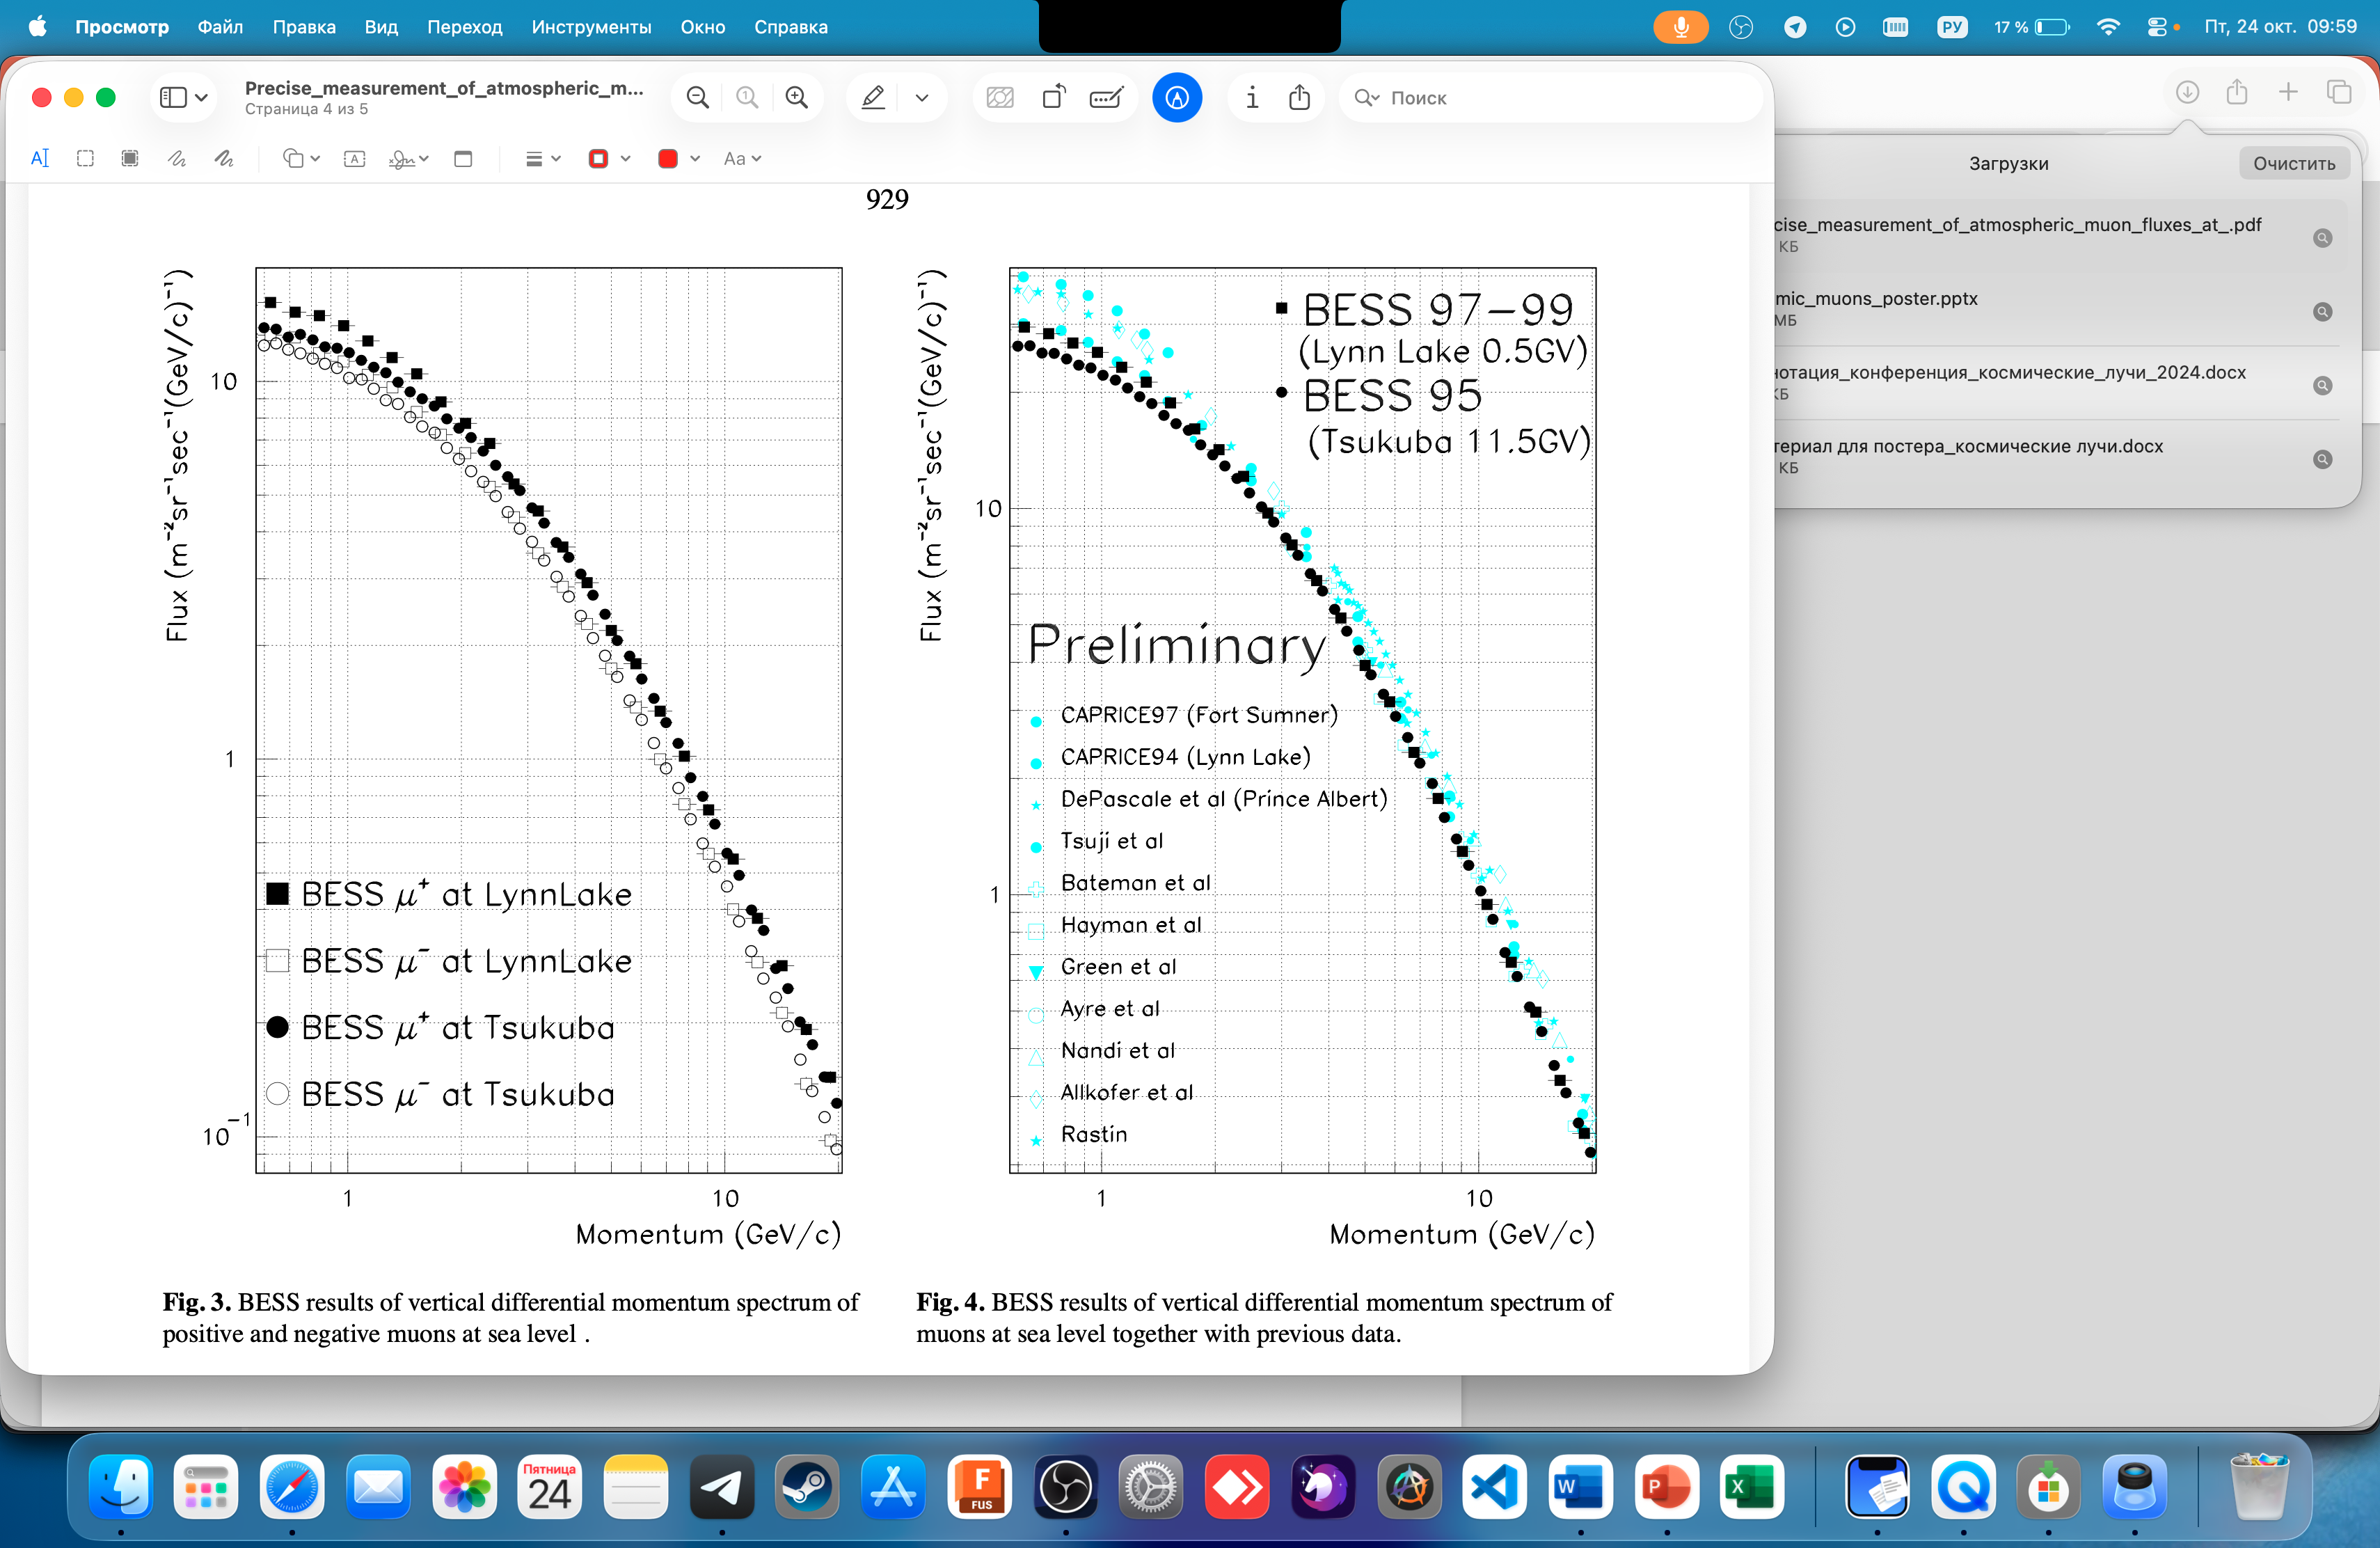 Просмотр Файл Правка Вид Переход Инструменты Окно Справка
РУ 17 % Пт, 24 окт. 09:59
Precise_measurement_of_atmospheric_m...
Страница 4 из 5
1
i
Поиск
A
A
Aa
Загрузки
Очистить
cise_measurement_of_atmospheric_muon_fluxes_at_.pdf
КБ
mic_muons_poster.pptx
МБ
нотация_конференция_космические_лучи_2024.docx
КБ
териал для постера_космические лучи.docx
КБ
929
Flux (m⁻²sr⁻¹sec⁻¹(GeV/c)⁻¹)
10
1
10⁻¹
BESS μ⁺ at LynnLake
BESS μ⁻ at LynnLake
BESS μ⁺ at Tsukuba
BESS μ⁻ at Tsukuba
1 10
Momentum (GeV/c)
Fig. 3. BESS results of vertical differential momentum spectrum of
positive and negative muons at sea level .
Flux (m⁻²sr⁻¹sec⁻¹(GeV/c)⁻¹)
10
1
BESS 97−99
(Lynn Lake 0.5GV)
BESS 95
(Tsukuba 11.5GV)
Preliminary
CAPRICE97 (Fort Sumner)
CAPRICE94 (Lynn Lake)
DePascale et al (Prince Albert)
Tsuji et al
Bateman et al
Hayman et al
Green et al
Ayre et al
Nandi et al
Allkofer et al
Rastin
1 10
Momentum (GeV/c)
Fig. 4. BESS results of vertical differential momentum spectrum of
muons at sea level together with previous data.
Пятница
24
F
FUS
W
P
X